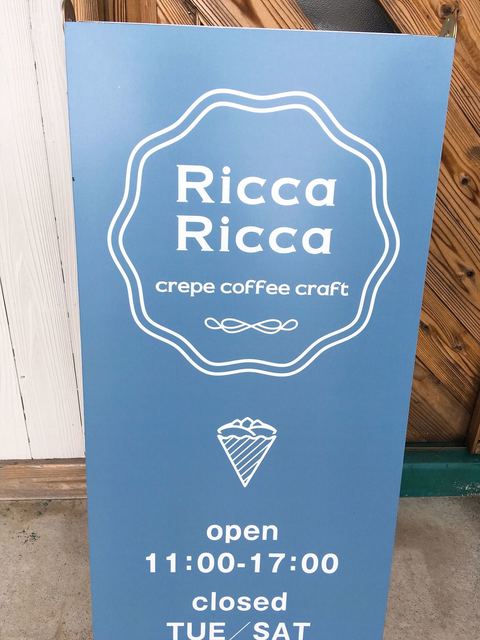 Ricca
Ricca
crepe coffee craft
open
11:00-17:00
closed
TUE/SAT